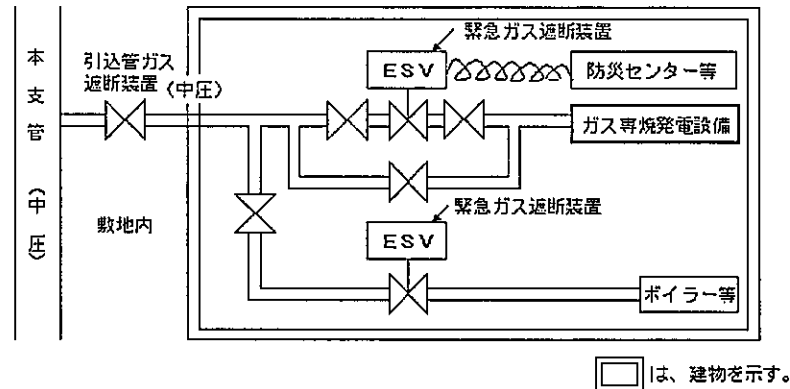 本支管（中圧）
引込管ガス
遮断装置
（中圧）
敷地内
緊急ガス遮断装置
ESV
防災センター等
ガス専焼発電設備
緊急ガス遮断装置
ESV
ボイラー等
は、建物を示す。